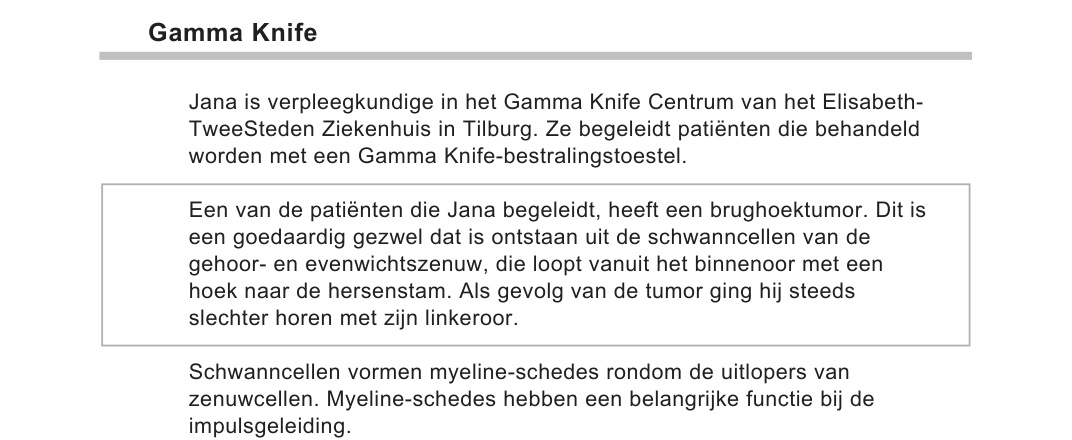 Gamma Knife
Jana is verpleegkundige in het Gamma Knife Centrum van het Elisabeth-
TweeSteden Ziekenhuis in Tilburg. Ze begeleidt patiënten die behandeld
worden met een Gamma Knife-bestralingstoestel.
Een van de patiënten die Jana begeleidt, heeft een brughoektumor. Dit is
een goedaardig gezwel dat is ontstaan uit de schwanncellen van de
gehoor- en evenwichtszenuw, die loopt vanuit het binnenoor met een
hoek naar de hersenstam. Als gevolg van de tumor ging hij steeds
slechter horen met zijn linkeroor.
Schwanncellen vormen myeline-schedes rondom de uitlopers van
zenuwcellen. Myeline-schedes hebben een belangrijke functie bij de
impulsgeleiding.